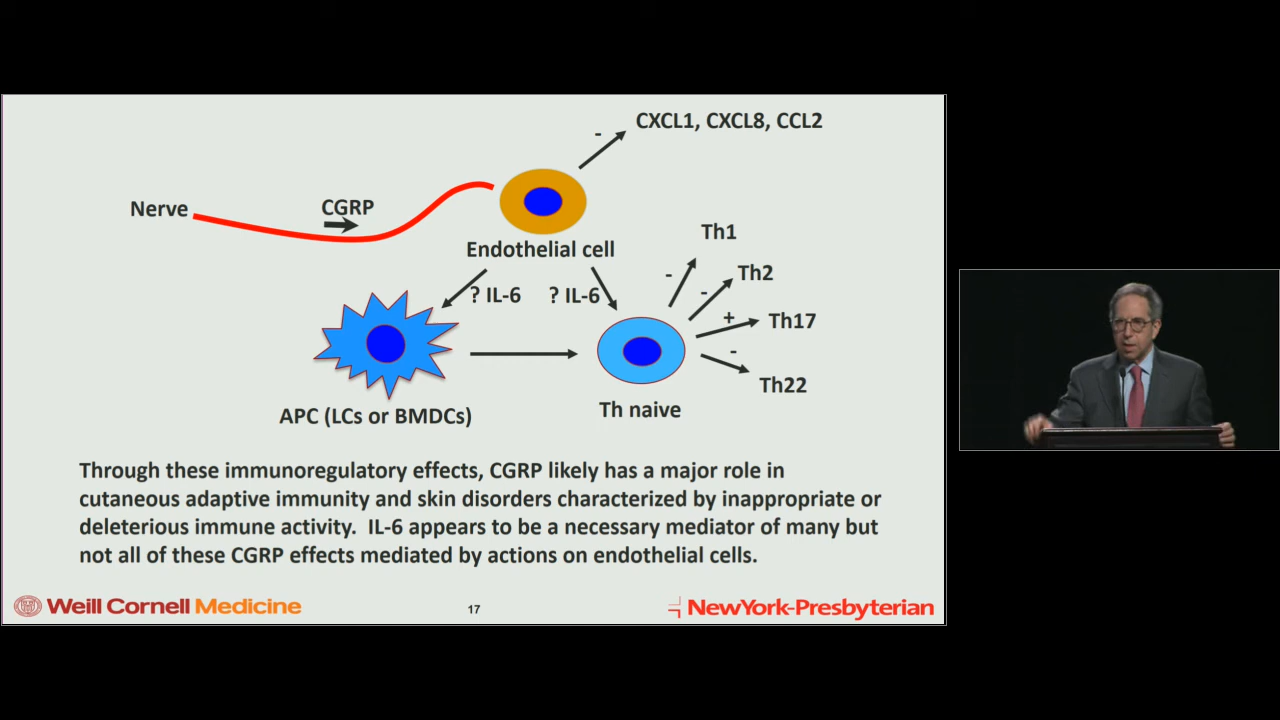 CXCL1, CXCL8, CCL2
-
Nerve
CGRP
Endothelial cell
? IL-6
? IL-6
Th1
-
Th2
-
+
Th17
-
Th22
APC (LCs or BMDCs)
Th naive
Through these immunoregulatory effects, CGRP likely has a major role in
cutaneous adaptive immunity and skin disorders characterized by inappropriate or
deleterious immune activity. IL-6 appears to be a necessary mediator of many but
not all of these CGRP effects mediated by actions on endothelial cells.
Weill Cornell Medicine
17
NewYork-Presbyterian